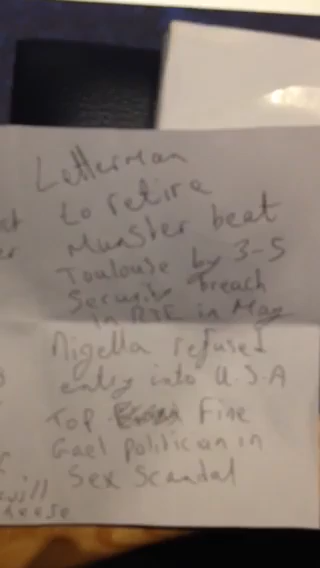 Letterman
to retire
Munster beat
Toulouse by 3-5
Security breach
in RTE in May
Nigella refused
entry into U.S.A
Top Fine
Gael politician in
Sex Scandal